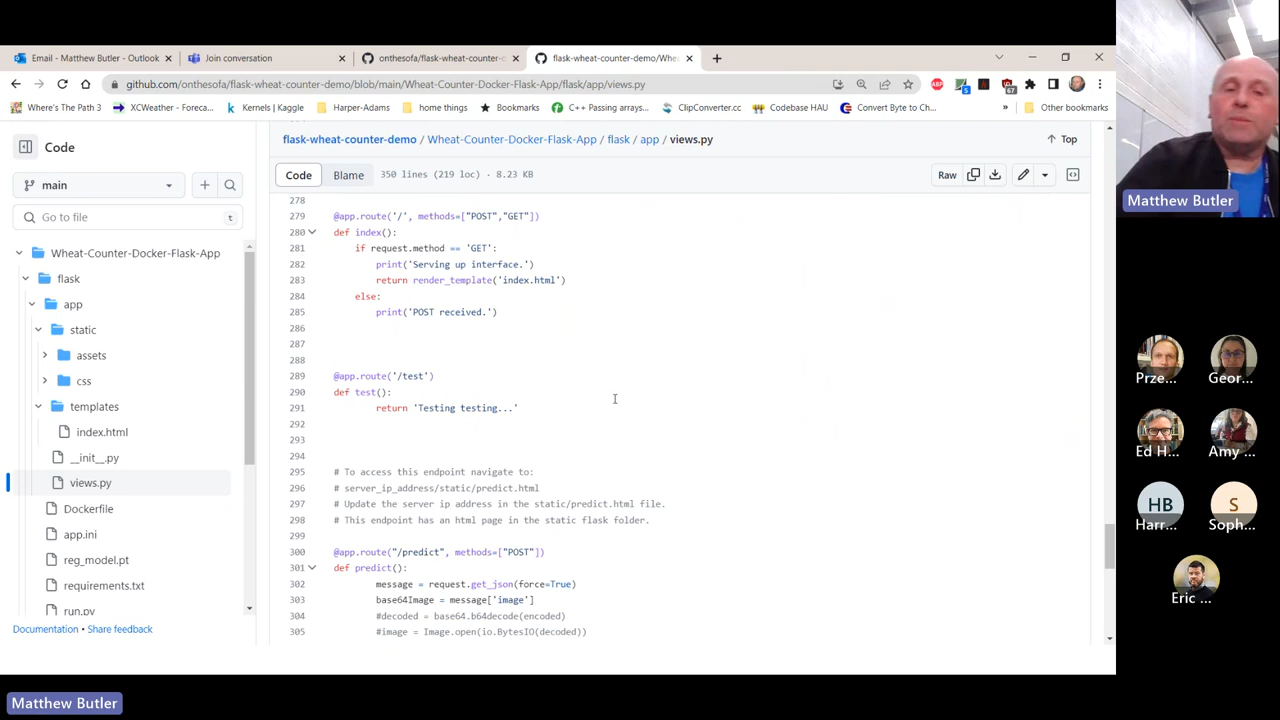 Email - Matthew Butler - Outlook
Join conversation
onthesofa/flask-wheat-counter-
flask-wheat-counter-demo/Whe
github.com/onthesofa/flask-wheat-counter-demo/blob/main/Wheat-Counter-Docker-Flask-App/flask/app/views.py
ABP
5
67
Where's The Path 3
XCWeather - Foreca...
Kernels | Kaggle
Harper-Adams
home things
Bookmarks
C++ Passing arrays...
ClipConverter.cc
Codebase HAU
Convert Byte to Ch...
»
Other bookmarks
Code
main
Go to file
t
Wheat-Counter-Docker-Flask-App
flask
app
static
assets
css
templates
index.html
__init__.py
views.py
Dockerfile
app.ini
reg_model.pt
requirements.txt
run.py
Documentation • Share feedback
flask-wheat-counter-demo / Wheat-Counter-Docker-Flask-App / flask / app / views.py
Top
Code
Blame
350 lines (219 loc) · 8.23 KB
Raw
278
279 @app.route('/', methods=["POST","GET"])
280 def index():
281 if request.method == 'GET':
282 print('Serving up interface.')
283 return render_template('index.html')
284 else:
285 print('POST received.')
286
287
288
289 @app.route('/test')
290 def test():
291 return 'Testing testing...'
292
293
294
295 # To access this endpoint navigate to:
296 # server_ip_address/static/predict.html
297 # Update the server ip address in the static/predict.html file.
298 # This endpoint has an html page in the static flask folder.
299
300 @app.route("/predict", methods=["POST"])
301 def predict():
302 message = request.get_json(force=True)
303 base64Image = message['image']
304 #decoded = base64.b64decode(encoded)
305 #image = Image.open(io.BytesIO(decoded))
Matthew Butler
Prze...
Geor...
Ed H...
Amy ...
HB
S
Harr...
Soph...
Eric ...
Matthew Butler